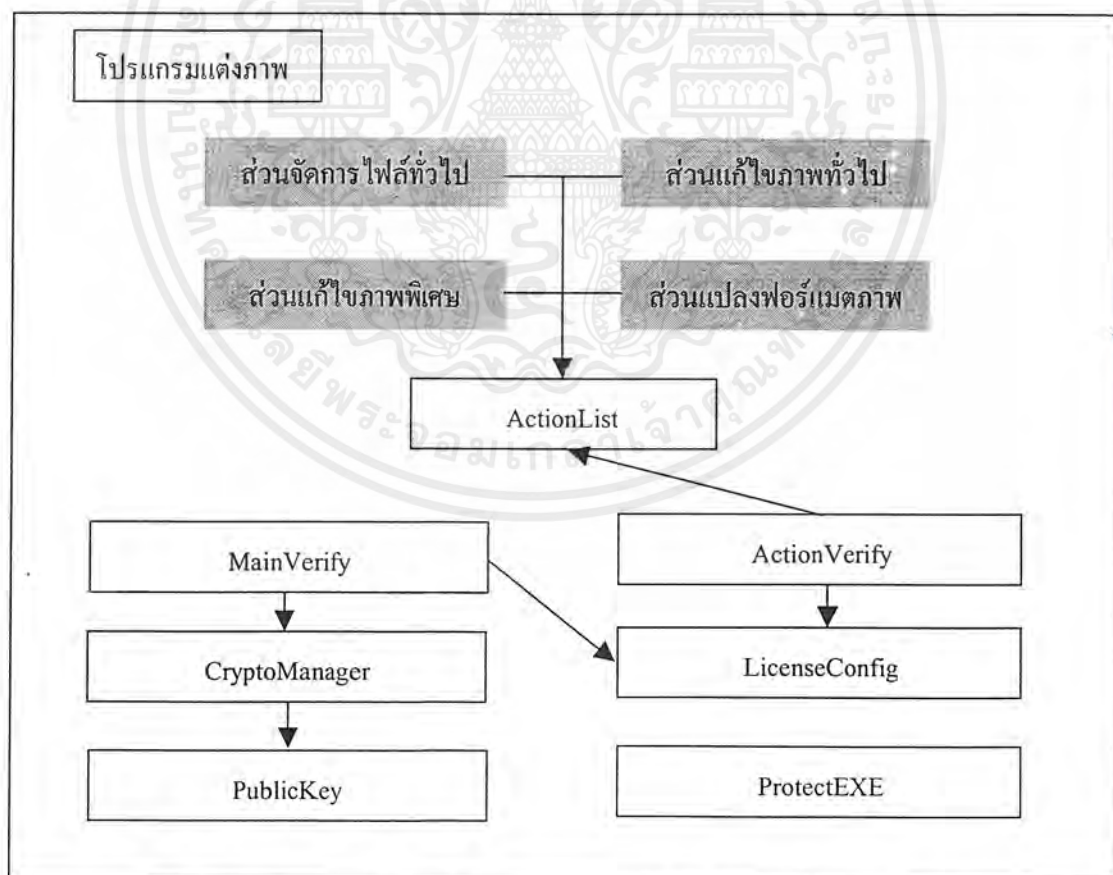 โปรแกรมแต่งภาพ
ส่วนจัดการไฟล์ทั่วไป
ส่วนแก้ไขภาพทั่วไป
ส่วนแก้ไขภาพพิเศษ
ส่วนแปลงฟอร์แมตภาพ
ActionList
MainVerify
ActionVerify
CryptoManager
LicenseConfig
PublicKey
ProtectEXE